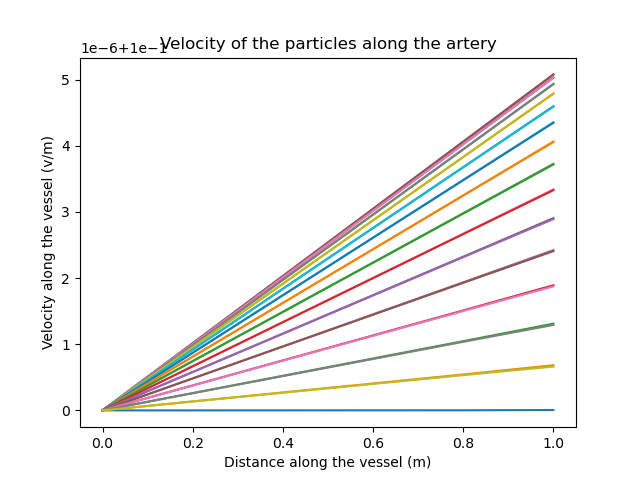 Velocity of the particles along the artery
1e−6+1e−1
5
4
3
2
1
0
Velocity along the vessel (v/m)
0.0 0.2 0.4 0.6 0.8 1.0
Distance along the vessel (m)